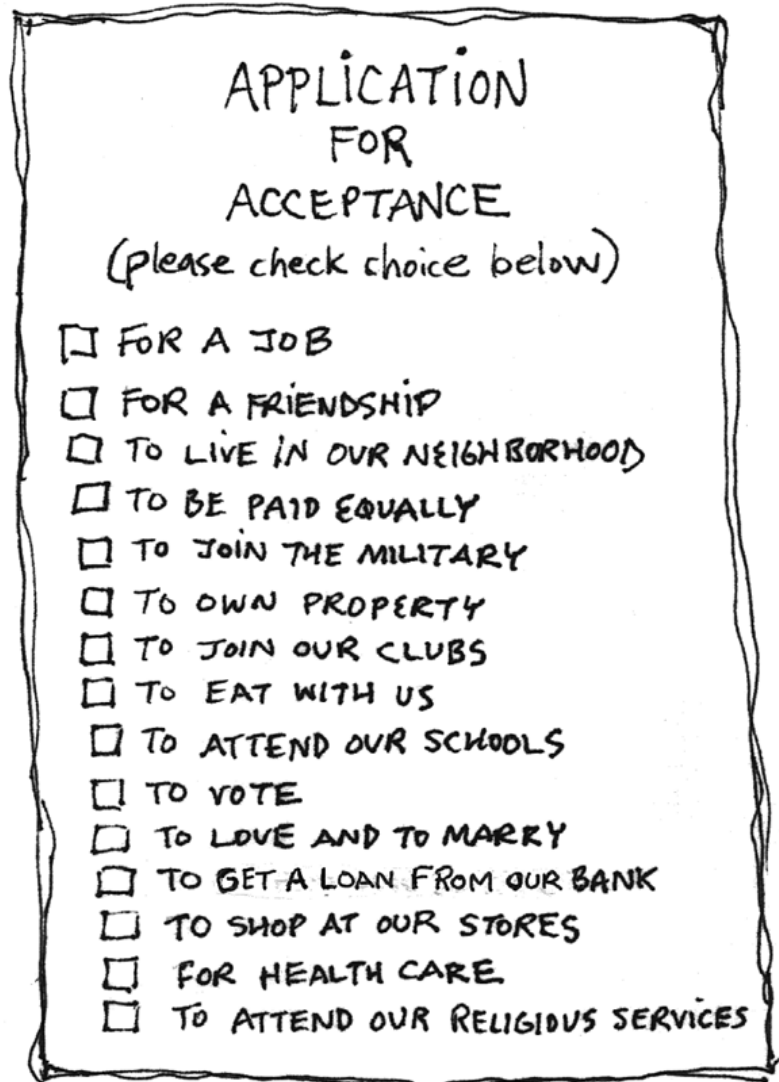 APPLICATION
FOR
ACCEPTANCE
(please check choice below)
FOR A JOB
FOR A FRIENDSHIP
TO LIVE IN OUR NEIGHBORHOOD
TO BE PAID EQUALLY
TO JOIN THE MILITARY
TO OWN PROPERTY
TO JOIN OUR CLUBS
TO EAT WITH US
TO ATTEND OUR SCHOOLS
TO VOTE
TO LOVE AND TO MARRY
TO GET A LOAN FROM OUR BANK
TO SHOP AT OUR STORES
FOR HEALTH CARE
TO ATTEND OUR RELIGIOUS SERVICES